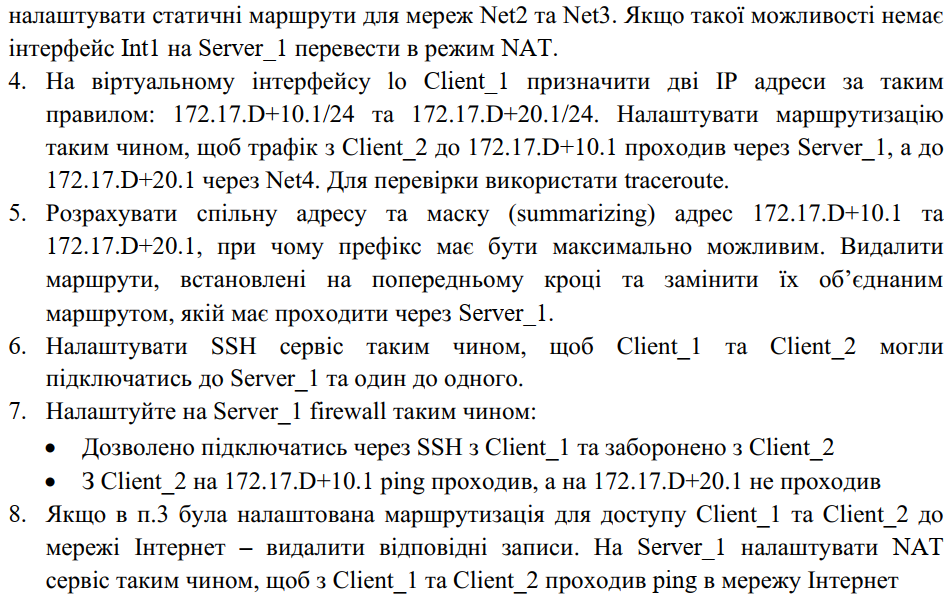 налаштувати статичні маршрути для мереж Net2 та Net3. Якщо такої можливості немає
інтерфейс Int1 на Server_1 перевести в режим NAT.
4. На віртуальному інтерфейсу lo Client_1 призначити дві IP адреси за таким
правилом: 172.17.D+10.1/24 та 172.17.D+20.1/24. Налаштувати маршрутизацію
таким чином, щоб трафік з Client_2 до 172.17.D+10.1 проходив через Server_1, а до
172.17.D+20.1 через Net4. Для перевірки використати traceroute.
5. Розрахувати спільну адресу та маску (summarizing) адрес 172.17.D+10.1 та
172.17.D+20.1, при чому префікс має бути максимально можливим. Видалити
маршрути, встановлені на попередньому кроці та замінити їх об’єднаним
маршрутом, якій має проходити через Server_1.
6. Налаштувати SSH сервіс таким чином, щоб Client_1 та Client_2 могли
підключатись до Server_1 та один до одного.
7. Налаштуйте на Server_1 firewall таким чином:
• Дозволено підключатись через SSH з Client_1 та заборонено з Client_2
• З Client_2 на 172.17.D+10.1 ping проходив, а на 172.17.D+20.1 не проходив
8. Якщо в п.3 була налаштована маршрутизація для доступу Client_1 та Client_2 до
мережі Інтернет – видалити відповідні записи. На Server_1 налаштувати NAT
сервіс таким чином, щоб з Client_1 та Client_2 проходив ping в мережу Інтернет